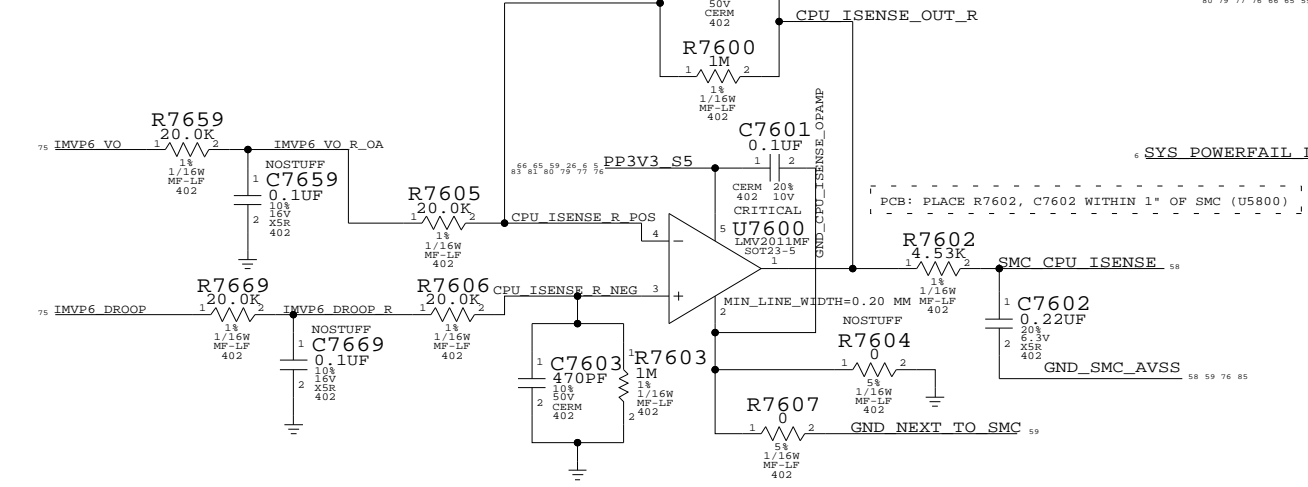 50V
CERM
402
CPU_ISENSE_OUT_R
R7600
1M
1 2
1%
1/16W
MF-LF
402
R7659
20.0K
75 IMVP6_VO
1 2
IMVP6_VO_R_OA
1%
1/16W
MF-LF
402
NOSTUFF
1
C7659
0.1UF
10%
16V
X5R
402
2
C7601
0.1UF
1 2
GND_CPU_ISENSE_OPAMP
66 65 59 26 6 5
83 81 80 79 77 76
PP3V3_S5
CERM 20%
402 10V
CRITICAL
R7605
20.0K
1 2
1%
1/16W
MF-LF
402
CPU_ISENSE_R_POS
4
5
U7600
LMV2011MF
SOT23-5
1
6 SYS_POWERFAIL_
PCB: PLACE R7602, C7602 WITHIN 1" OF SMC (U5800)
R7602
4.53K
1 2
1%
1/16W
MF-LF
402
SMC_CPU_ISENSE 58
R7669
20.0K
75 IMVP6_DROOP
1 2
IMVP6_DROOP_R
1%
1/16W
MF-LF
402
NOSTUFF
1
C7669
0.1UF
10%
16V
X5R
402
2
R7606
20.0K
1 2
1%
1/16W
MF-LF
402
CPU_ISENSE_R_NEG
3
2
MIN_LINE_WIDTH=0.20 MM
1
C7602
0.22UF
20%
6.3V
X5R
402
2
GND_SMC_AVSS 58 59 76 85
NOSTUFF
R7604
0
1 2
5%
1/16W
MF-LF
402
1
C7603
470PF
10%
50V
CERM
402
2
1
R7603
1M
1%
1/16W
MF-LF
402
2
R7607
0
1 2
5%
1/16W
MF-LF
402
GND_NEXT_TO_SMC 59